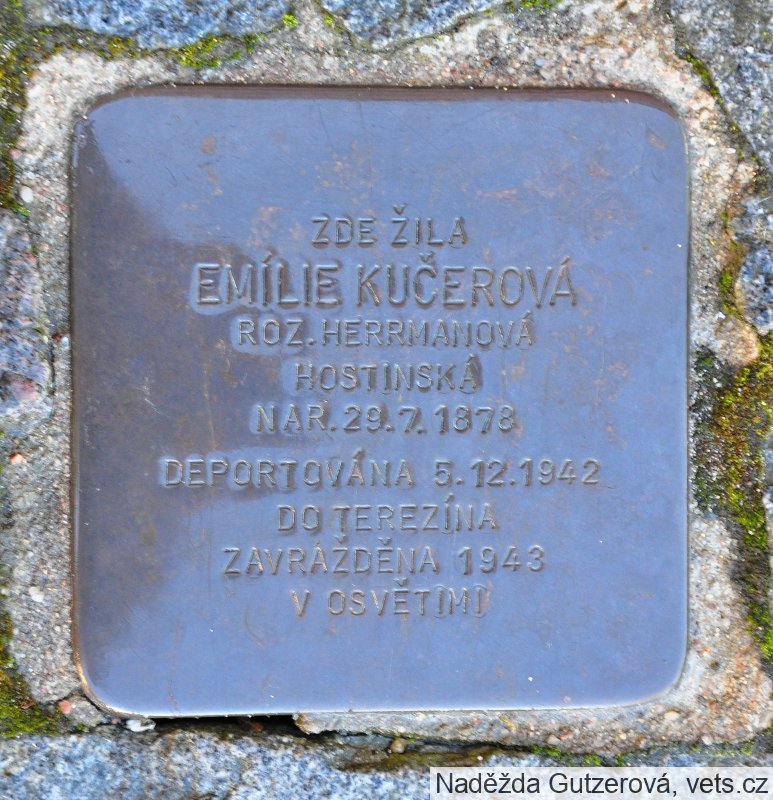 ZDE ŽILA
EMÍLIE KUČEROVÁ
ROZ. HERRMANOVÁ
HOSTINSKÁ
NAR. 29.7.1878
DEPORTOVÁNA 5.12.1942
DO TEREZÍNA
ZAVRAŽDĚNA 1943
V OSVĚTIMI
Naděžda Gutzerová, vets.cz